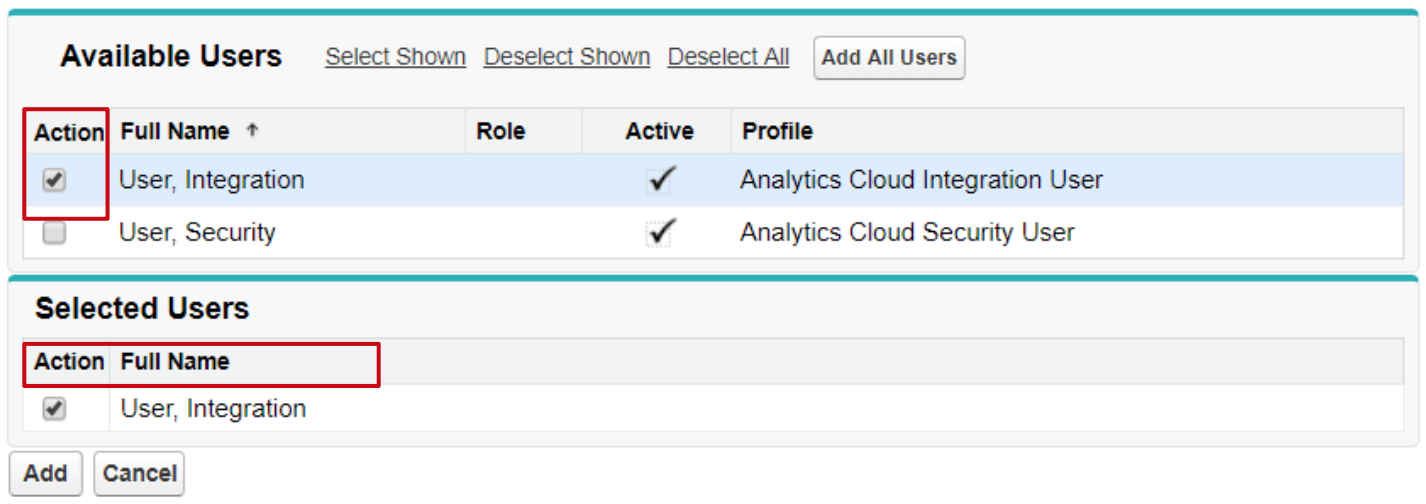 Available Users Select Shown Deselect Shown Deselect All Add All Users
Action Full Name ↑ Role Active Profile
User, Integration Analytics Cloud Integration User
User, Security Analytics Cloud Security User
Selected Users
Action Full Name
User, Integration
Add Cancel